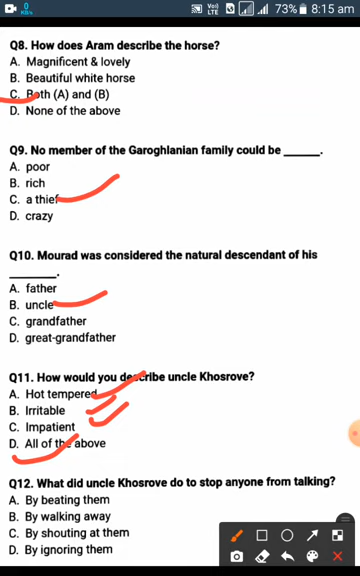 0
KB/s
Vo)
LTE
73% 8:15 am
Q8. How does Aram describe the horse?
A. Magnificent & lovely
B. Beautiful white horse
C. Both (A) and (B)
D. None of the above
Q9. No member of the Garoghlanian family could be ______.
A. poor
B. rich
C. a thief
D. crazy
Q10. Mourad was considered the natural descendant of his
________.
A. father
B. uncle
C. grandfather
D. great-grandfather
Q11. How would you describe uncle Khosrove?
A. Hot tempered
B. Irritable
C. Impatient
D. All of the above
Q12. What did uncle Khosrove do to stop anyone from talking?
A. By beating them
B. By walking away
C. By shouting at them
D. By ignoring them